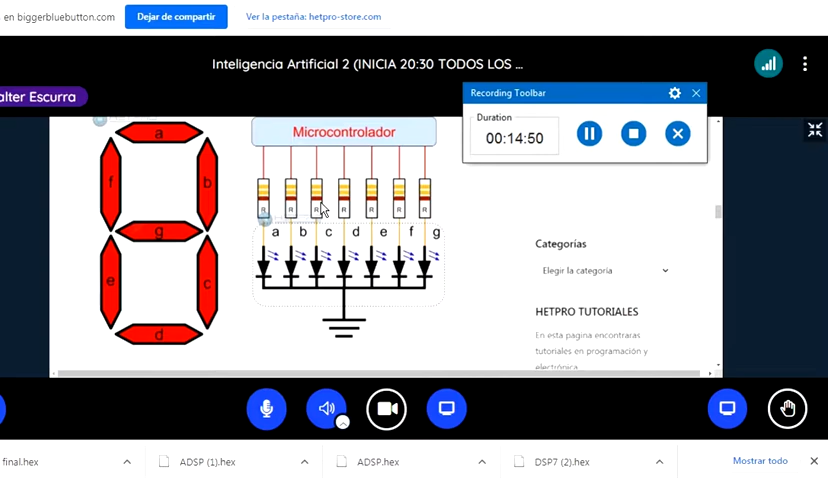 en biggerbluebutton.com
Dejar de compartir
Ver la pestaña: hetpro-store.com
Inteligencia Artificial 2 (INICIA 20:30 TODOS LOS ...
alter Escurra
Recording Toolbar
Duration
00:14:50
Microcontrolador
a
f
b
g
e
c
d
R R R R R R R
a b c d e f g
Categorías
Elegir la categoría
HETPRO TUTORIALES
En esta pagina encontraras
tutoriales en programación y
electrónica
final.hex
ADSP (1).hex
ADSP.hex
DSP7 (2).hex
Mostrar todo